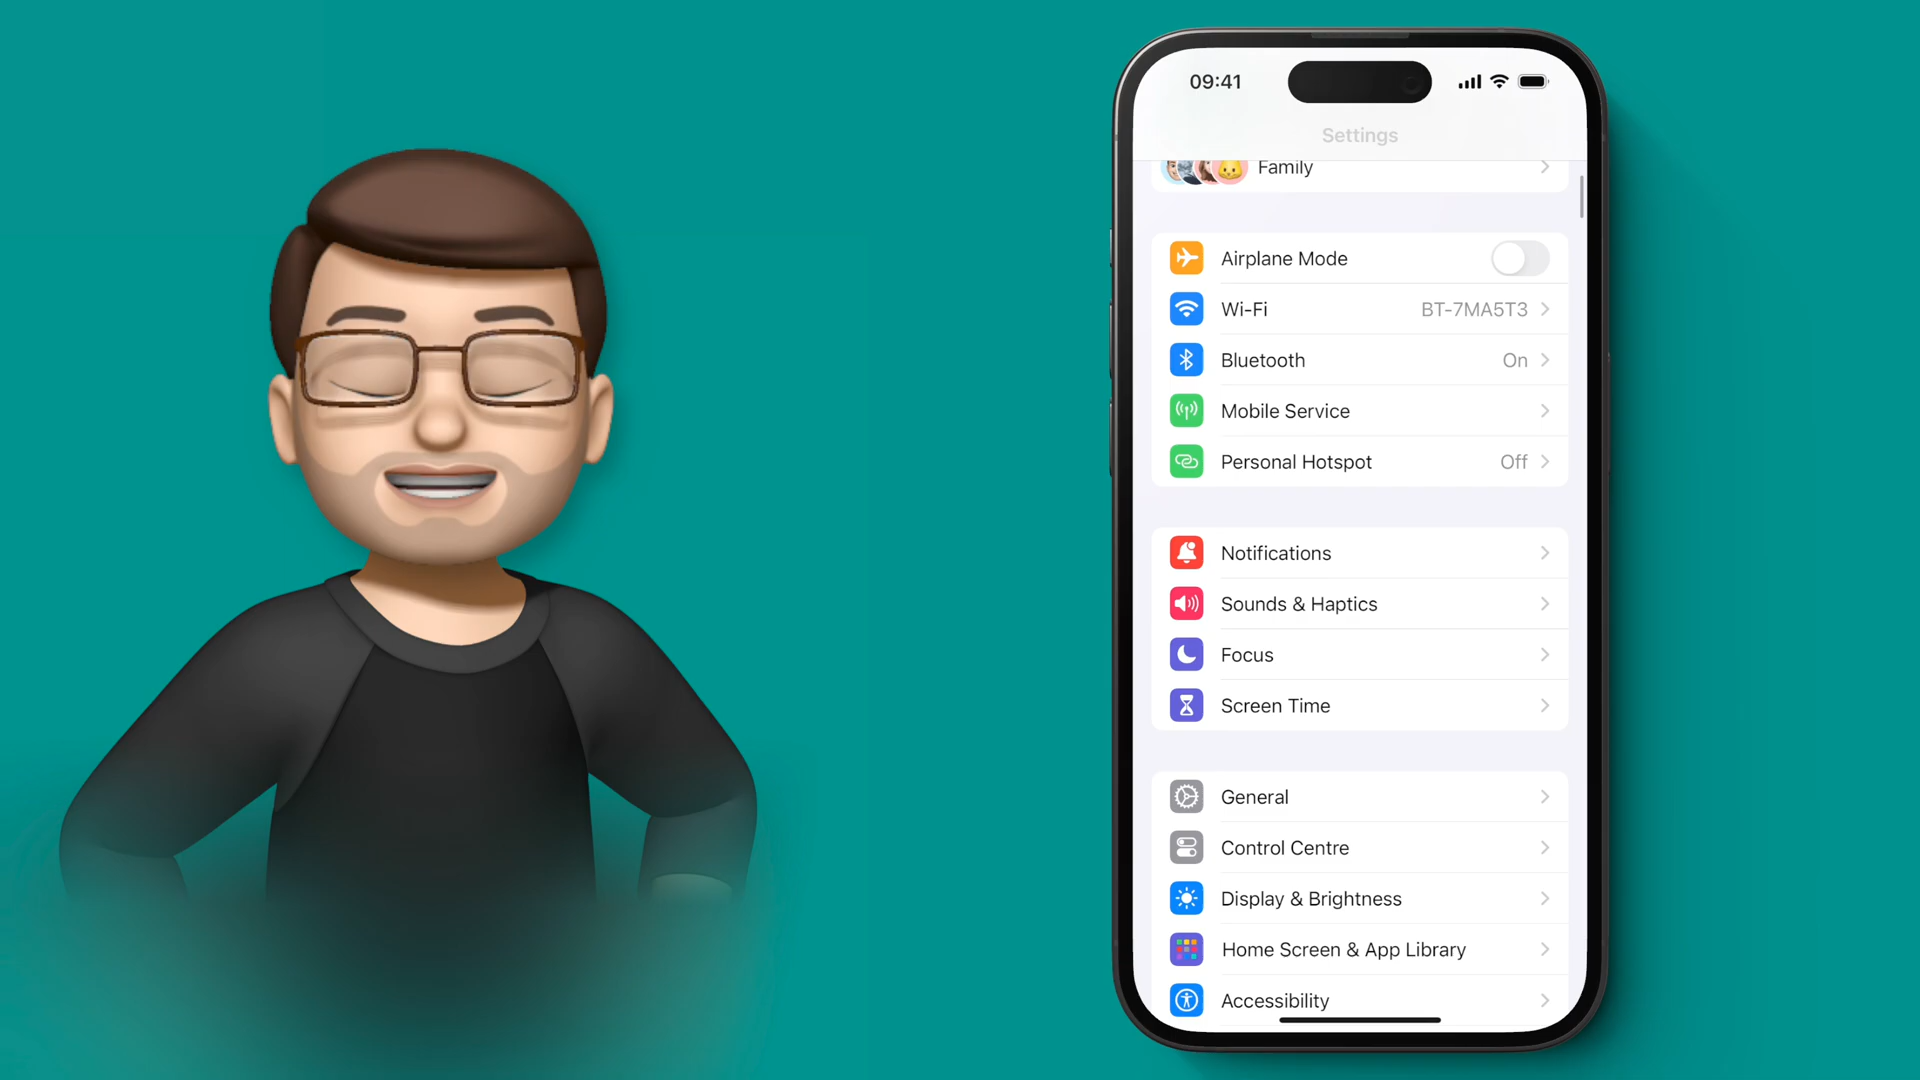 09:41
Settings
Family
Airplane Mode
Wi-Fi BT-7MA5T3
Bluetooth On
Mobile Service
Personal Hotspot Off
Notifications
Sounds & Haptics
Focus
Screen Time
General
Control Centre
Display & Brightness
Home Screen & App Library
Accessibility